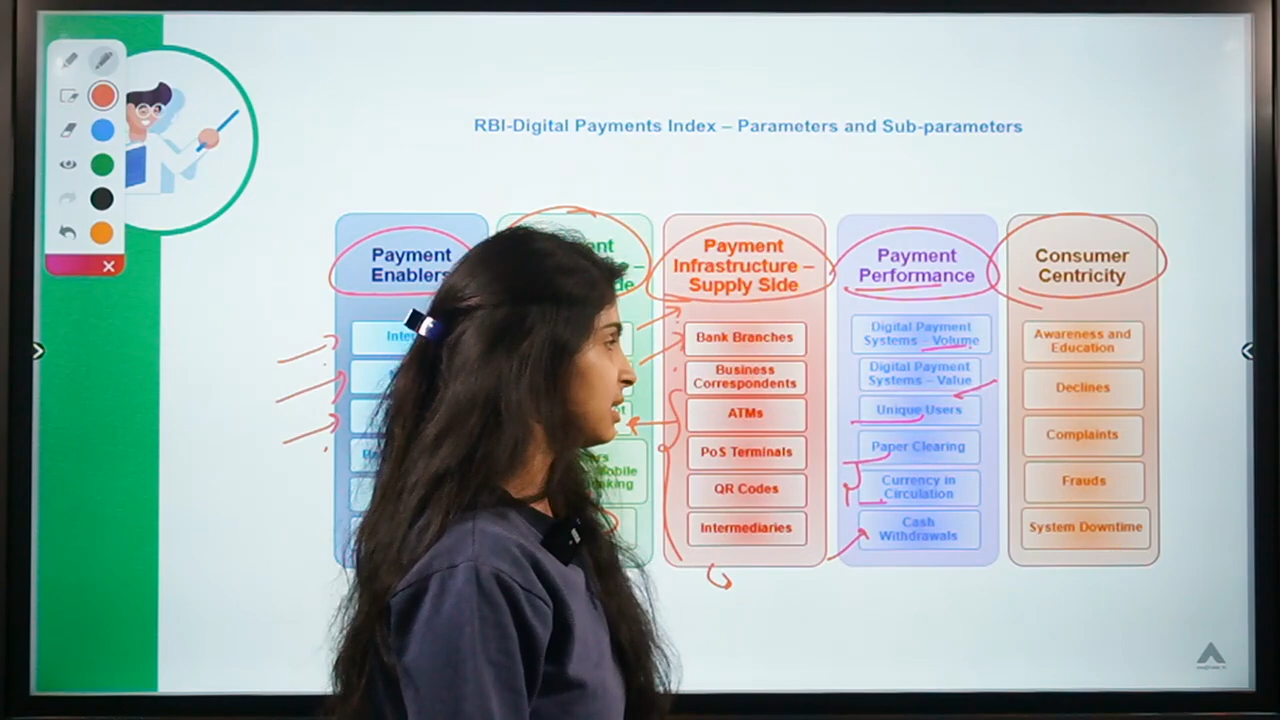 RBI-Digital Payments Index – Parameters and Sub-parameters
Payment
Enablers
Payment
Infrastructure –
Supply Side
Bank Branches
Business
Correspondents
ATMs
PoS Terminals
QR Codes
Intermediaries
Payment
Performance
Digital Payment
Systems – Volume
Digital Payment
Systems – Value
Unique Users
Paper Clearing
Currency in
Circulation
Cash
Withdrawals
Consumer
Centricity
Awareness and
Education
Declines
Complaints
Frauds
System Downtime